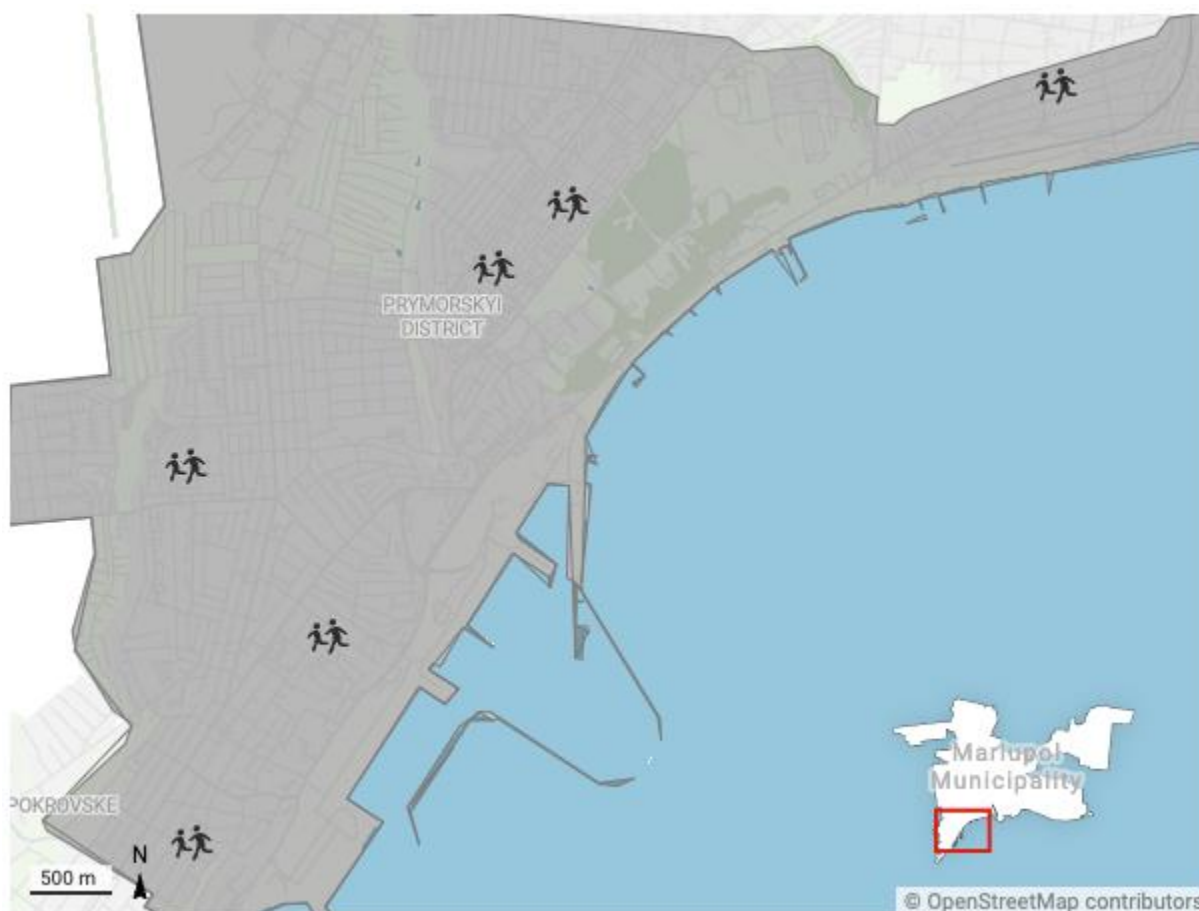 PRYMORSKYI
DISTRICT
POKROVSKE
N
500 m
Mariupol
Municipality
© OpenStreetMap contributors